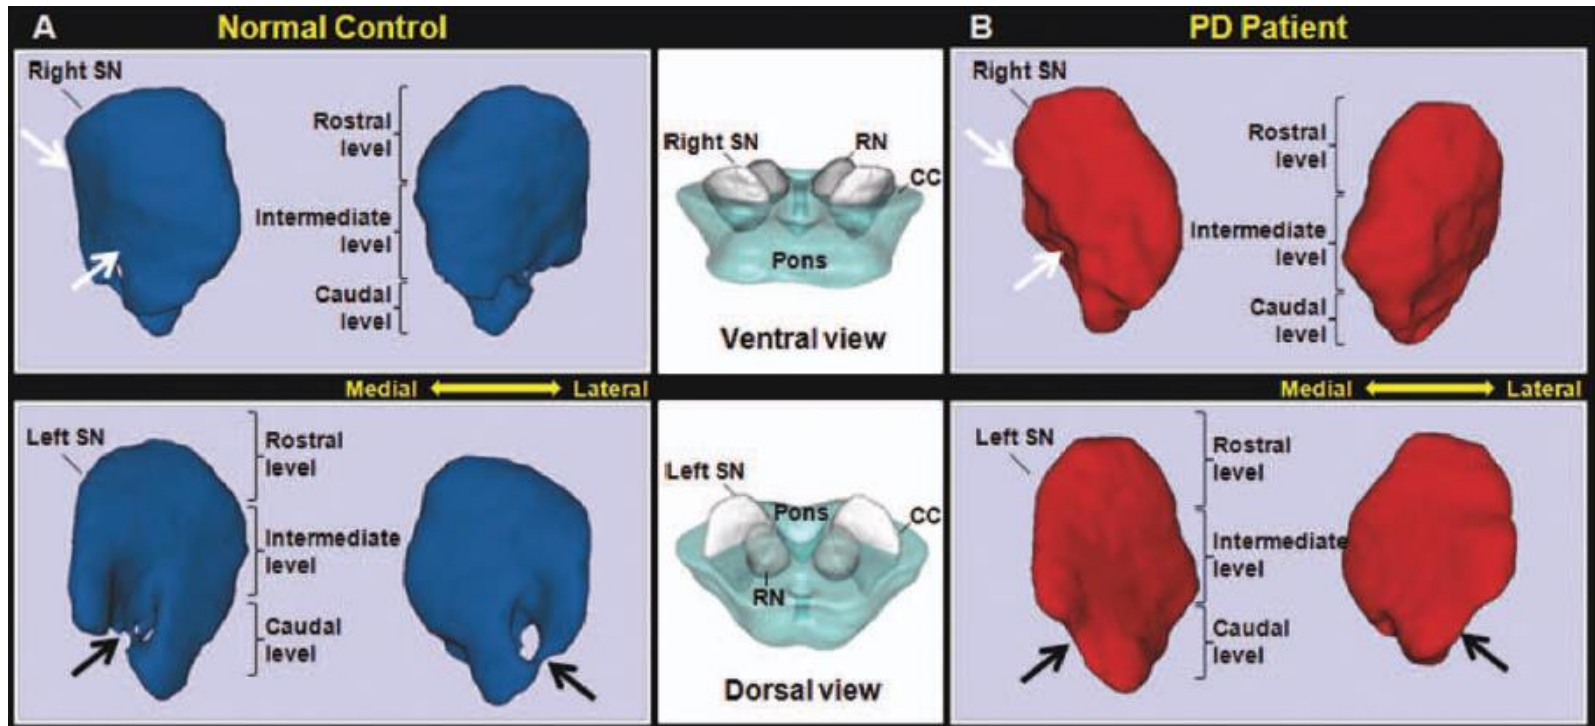 A
Normal Control
B
PD Patient
Right SN
Rostral
level
Intermediate
level
Caudal
level
Right SN
RN
CC
Pons
Ventral view
Right SN
Rostral
level
Intermediate
level
Caudal
level
Medial
Lateral
Medial
Lateral
Left SN
Rostral
level
Intermediate
level
Caudal
level
Left SN
Pons
CC
RN
Dorsal view
Left SN
Rostral
level
Intermediate
level
Caudal
level